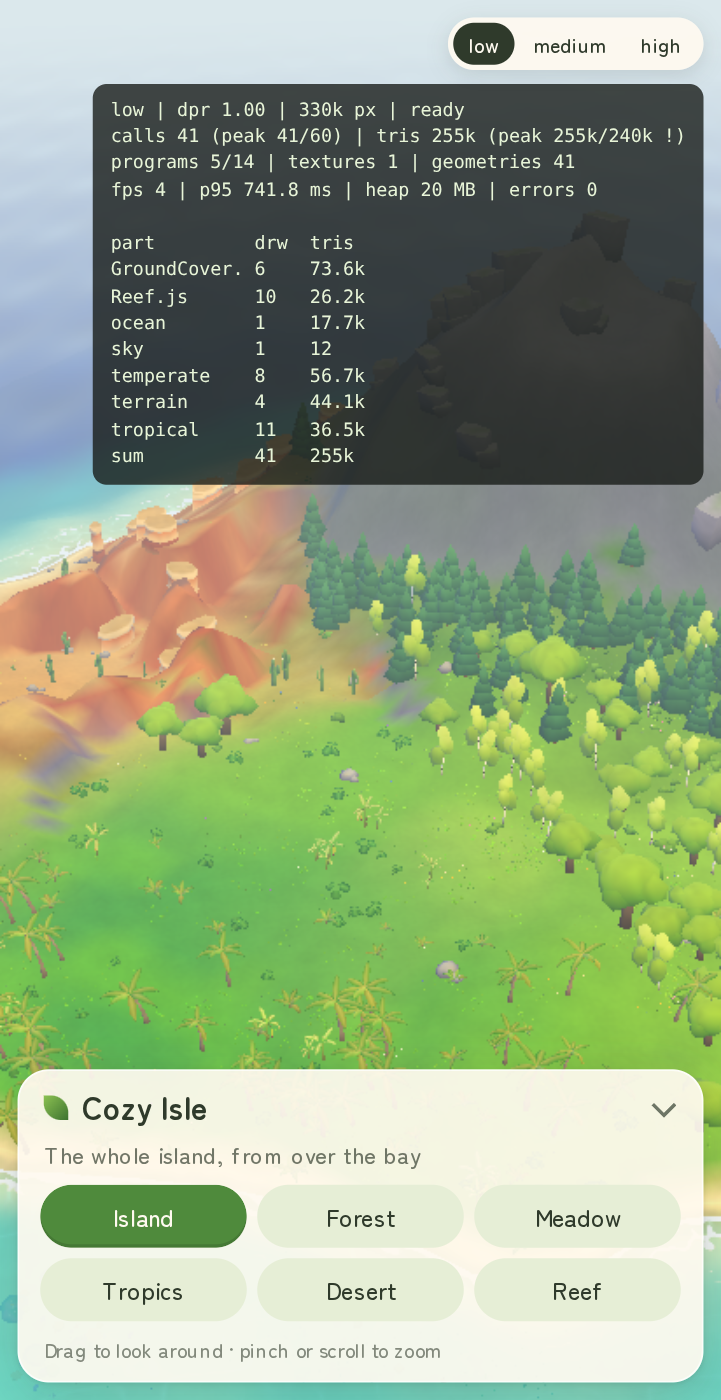 low medium high
low | dpr 1.00 | 330k px | ready
calls 41 (peak 41/60) | tris 255k (peak 255k/240k !)
programs 5/14 | textures 1 | geometries 41
fps 4 | p95 741.8 ms | heap 20 MB | errors 0
part drw tris
GroundCover. 6 73.6k
Reef.js 10 26.2k
ocean 1 17.7k
sky 1 12
temperate 8 56.7k
terrain 4 44.1k
tropical 11 36.5k
sum 41 255k
Cozy Isle
The whole island, from over the bay
Island Forest Meadow
Tropics Desert Reef
Drag to look around · pinch or scroll to zoom